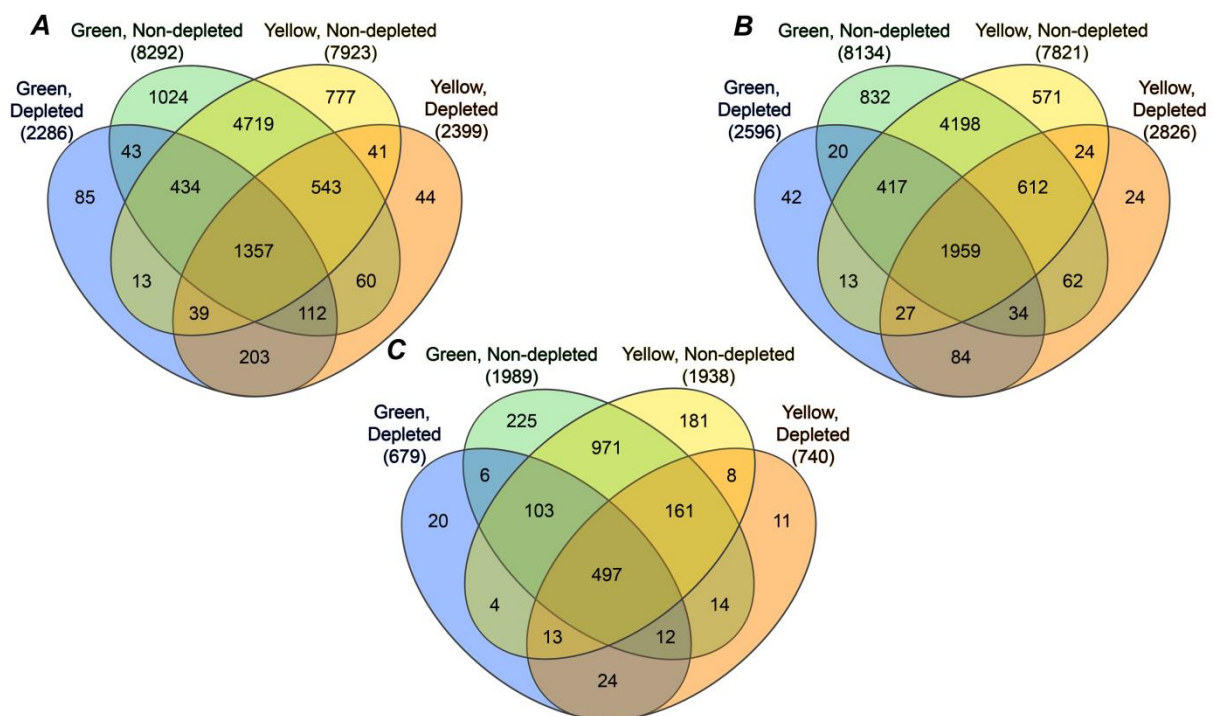 A
Green, Non-depleted
(8292)
Yellow, Non-depleted
(7923)
Green,
Depleted
(2286)
Yellow,
Depleted
(2399)
1024
777
4719
43
41
85
434
543
44
1357
13
60
39
112
203
B
Green, Non-depleted
(8134)
Yellow, Non-depleted
(7821)
Green,
Depleted
(2596)
Yellow,
Depleted
(2826)
832
571
4198
20
24
42
417
612
24
1959
13
62
27
34
84
C
Green, Non-depleted
(1989)
Yellow, Non-depleted
(1938)
Green,
Depleted
(679)
Yellow,
Depleted
(740)
225
181
971
6
8
20
103
161
11
497
4
14
13
12
24